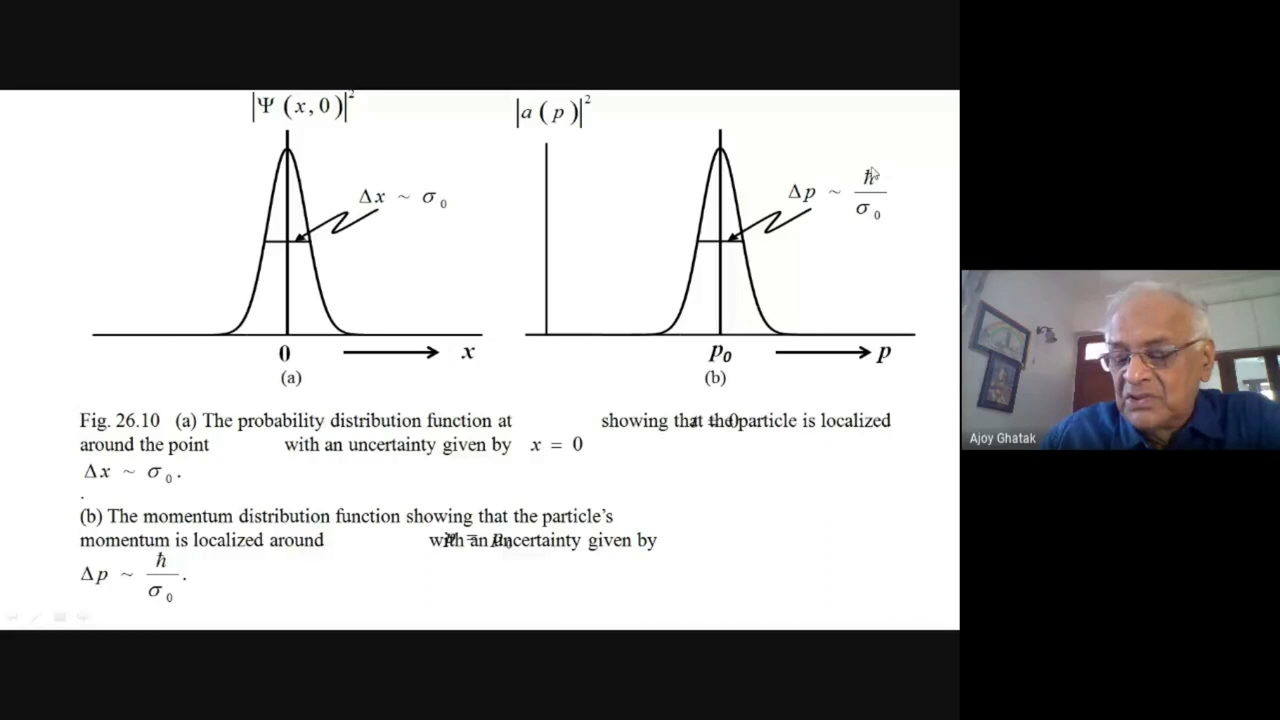 |Ψ (x, 0)|²
|a (p)|²
Δx ~ σ₀
Δp ~ ħ/σ₀
0
x
p₀
p
(a)
(b)
Fig. 26.10 (a) The probability distribution function at showing that the particle is localized
around the point with an uncertainty given by x = 0
Δx ~ σ₀.
.
(b) The momentum distribution function showing that the particle's
momentum is localized around with an uncertainty given by
Δp ~ ħ/σ₀.
Ajoy Ghatak